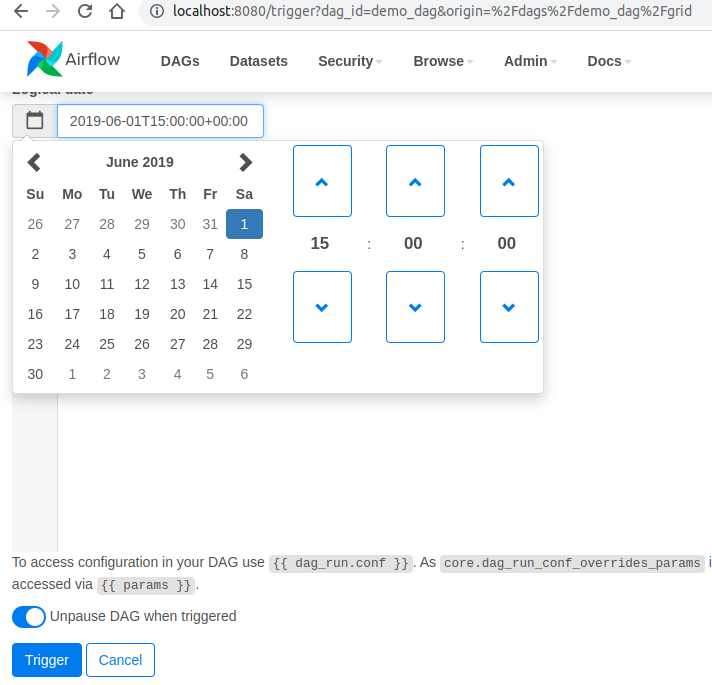 localhost:8080/trigger?dag_id=demo_dag&origin=%2Fdags%2Fdemo_dag%2Fgrid
Airflow DAGs Datasets Security Browse Admin Docs
Logical date
2019-06-01T15:00:00+00:00
June 2019
Su Mo Tu We Th Fr Sa
26 27 28 29 30 31 1
2 3 4 5 6 7 8
9 10 11 12 13 14 15
16 17 18 19 20 21 22
23 24 25 26 27 28 29
30 1 2 3 4 5 6
15 : 00 : 00
To access configuration in your DAG use {{ dag_run.conf }}. As core.dag_run_conf_overrides_params i
accessed via {{ params }}.
Unpause DAG when triggered
Trigger Cancel